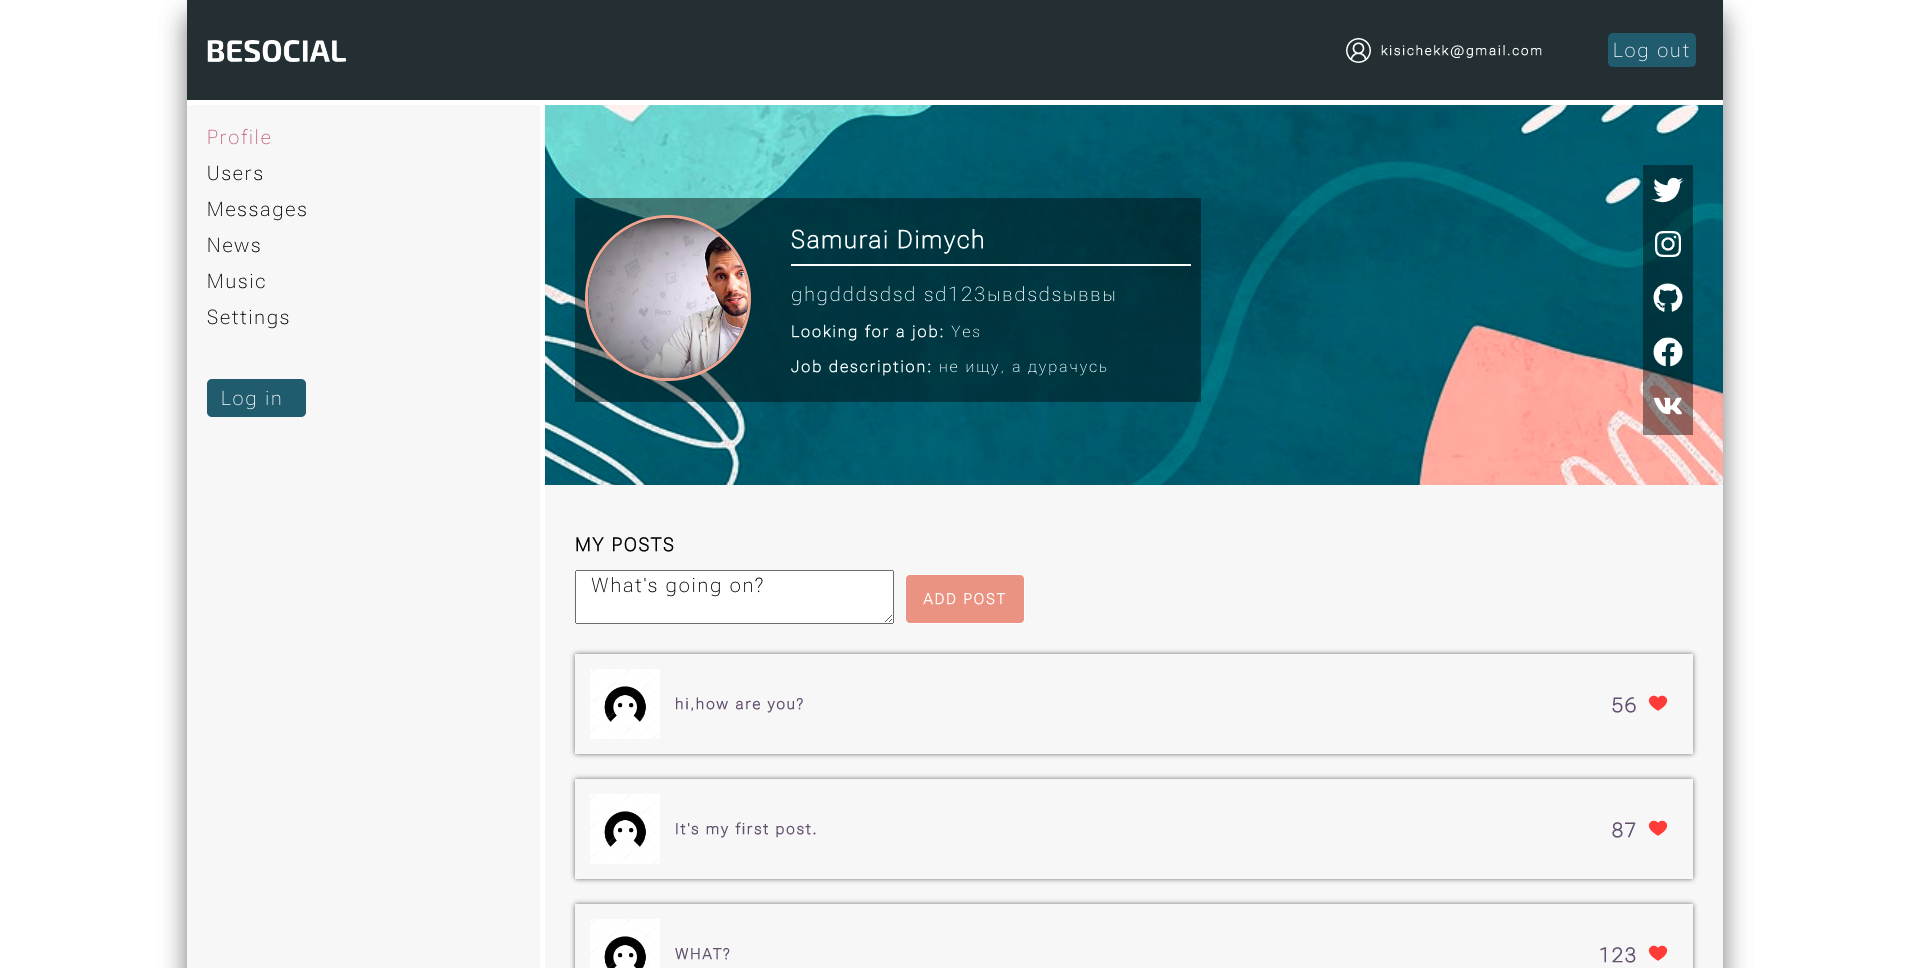 BESOCIAL
kisichekk@gmail.com
Log out
Profile
Users
Messages
News
Music
Settings
Log in
Samurai Dimych
ghgdddsdsd sd123ывdsdsыввы
Looking for a job: Yes
Job description: не ищу, а дурачусь
MY POSTS
What's going on?
ADD POST
hi,how are you?
56
It's my first post.
87
WHAT?
123